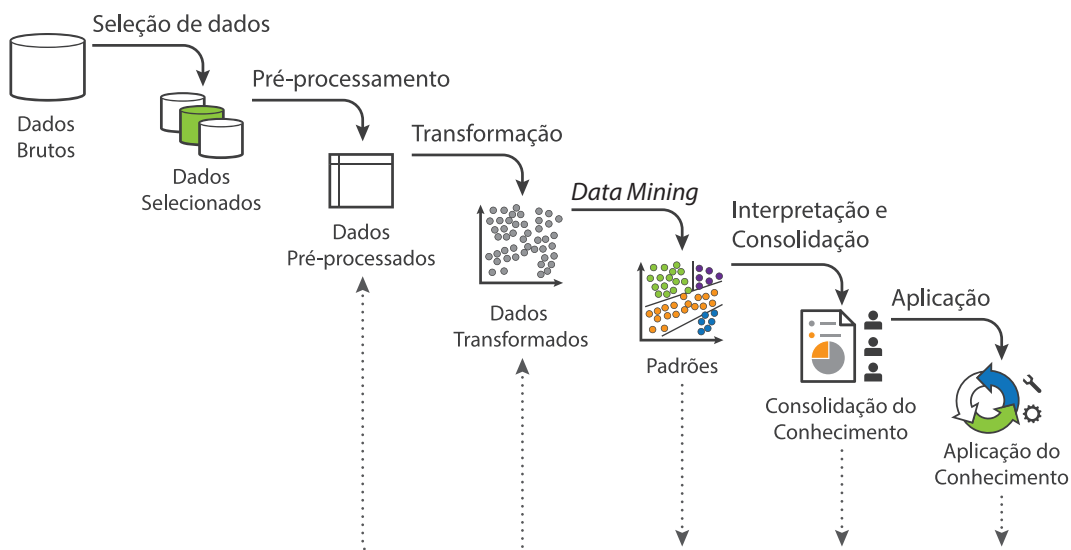 Seleção de dados
Dados
Brutos
Pré-processamento
Dados
Selecionados
Transformação
Dados
Pré-processados
Data Mining
Dados
Transformados
Interpretação e
Consolidação
Padrões
Aplicação
Consolidação do
Conhecimento
Aplicação do
Conhecimento